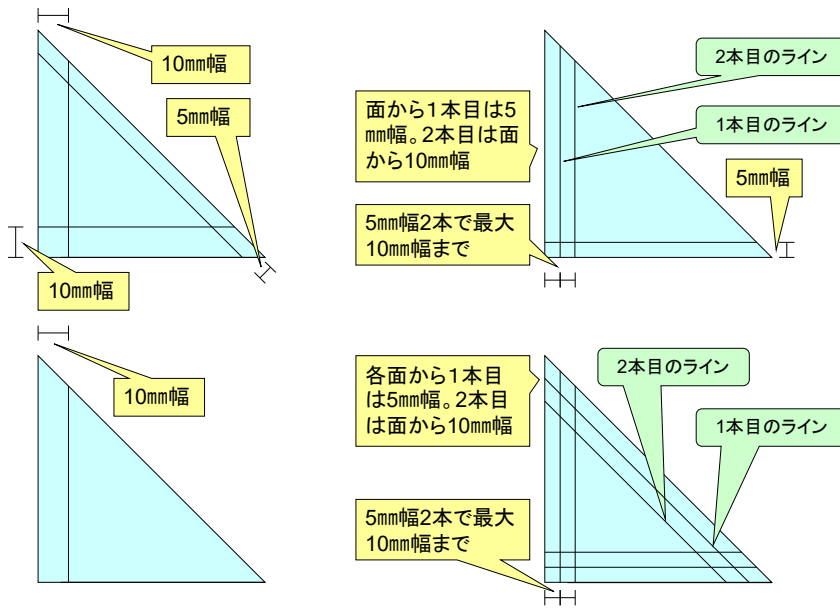 10㎜幅
5㎜幅
10㎜幅
2本目のライン
面から1本目は5
㎜幅。2本目は面
から10㎜幅
1本目のライン
5㎜幅
5㎜幅2本で最大
10㎜幅まで
10㎜幅
各面から1本目
は5㎜幅。2本目
は面から10㎜幅
2本目のライン
1本目のライン
5㎜幅2本で最大
10㎜幅まで